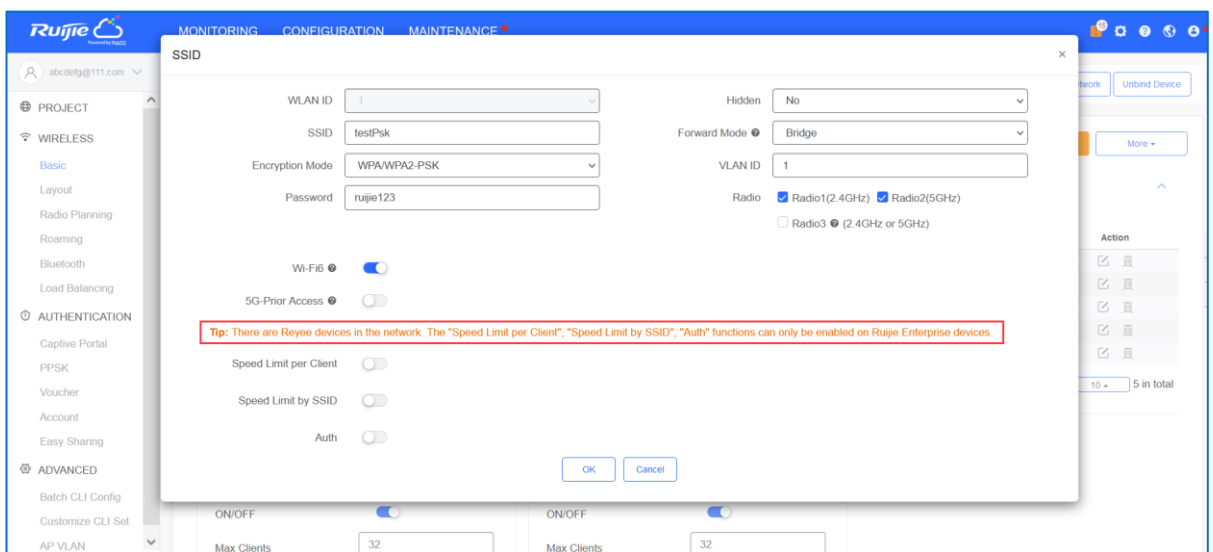 Ruijie
Powered by MACC
MONITORING CONFIGURATION MAINTENANCE
abcdefg@111.com
PROJECT
WIRELESS
Basic
Layout
Radio Planning
Roaming
Bluetooth
Load Balancing
AUTHENTICATION
Captive Portal
PPSK
Voucher
Account
Easy Sharing
ADVANCED
Batch CLI Config
Customize CLI Set
AP VLAN
SSID ×
WLAN ID 1 Hidden No
SSID testPsk Forward Mode Bridge
Encryption Mode WPA/WPA2-PSK VLAN ID 1
Password ruijie123 Radio Radio1(2.4GHz) Radio2(5GHz)
Radio3 (2.4GHz or 5GHz)
Wi-Fi6
5G-Prior Access
Tip: There are Reyee devices in the network. The "Speed Limit per Client", "Speed Limit by SSID", "Auth" functions can only be enabled on Ruijie Enterprise devices.
Speed Limit per Client
Speed Limit by SSID
Auth
OK Cancel
twork Unbind Device
More
Action
10 5 in total
ON/OFF ON/OFF
Max Clients 32 Max Clients 32